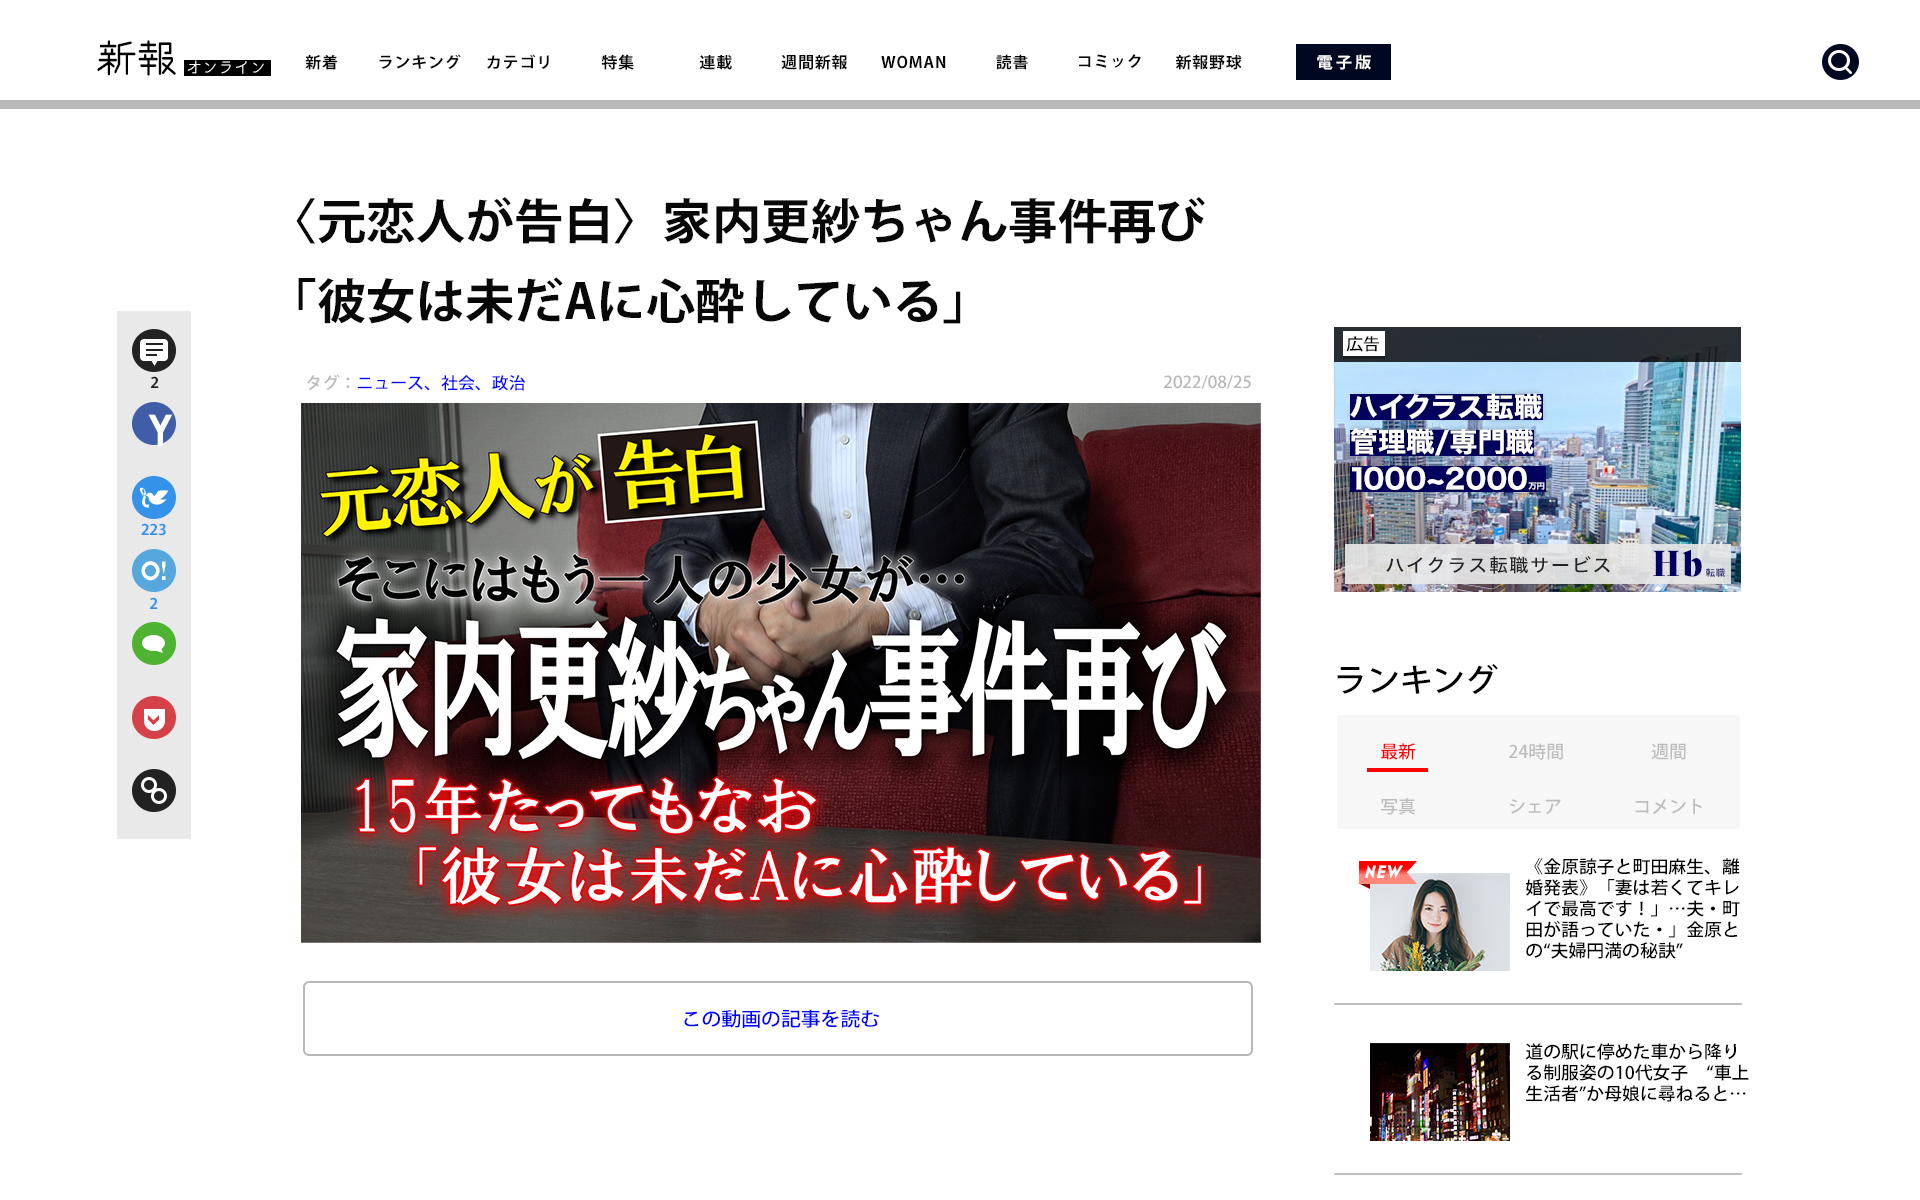 新報 オンライン
新着 ランキング カテゴリ 特集 連載 週間新報 WOMAN 読書 コミック 新報野球 電子版
〈元恋人が告白〉家内更紗ちゃん事件再び
「彼女は未だAに心酔している」
タグ：ニュース、社会、政治
2022/08/25
2
Y
223
O!
2
元恋人が告白
そこにはもう一人の少女が…
家内更紗ちゃん事件再び
15年たってもなお
「彼女は未だAに心酔している」
この動画の記事を読む
広告
ハイクラス転職
管理職/専門職
1000~2000万円
ハイクラス転職サービス Hb転職
ランキング
最新 24時間 週間
写真 シェア コメント
NEW
《金原諒子と町田麻生、離
婚発表》「妻は若くてキレ
イで最高です！」…夫・町
田が語っていた・」金原と
の“夫婦円満の秘訣”
道の駅に停めた車から降り
る制服姿の10代女子　“車上
生活者”か母娘に尋ねると…